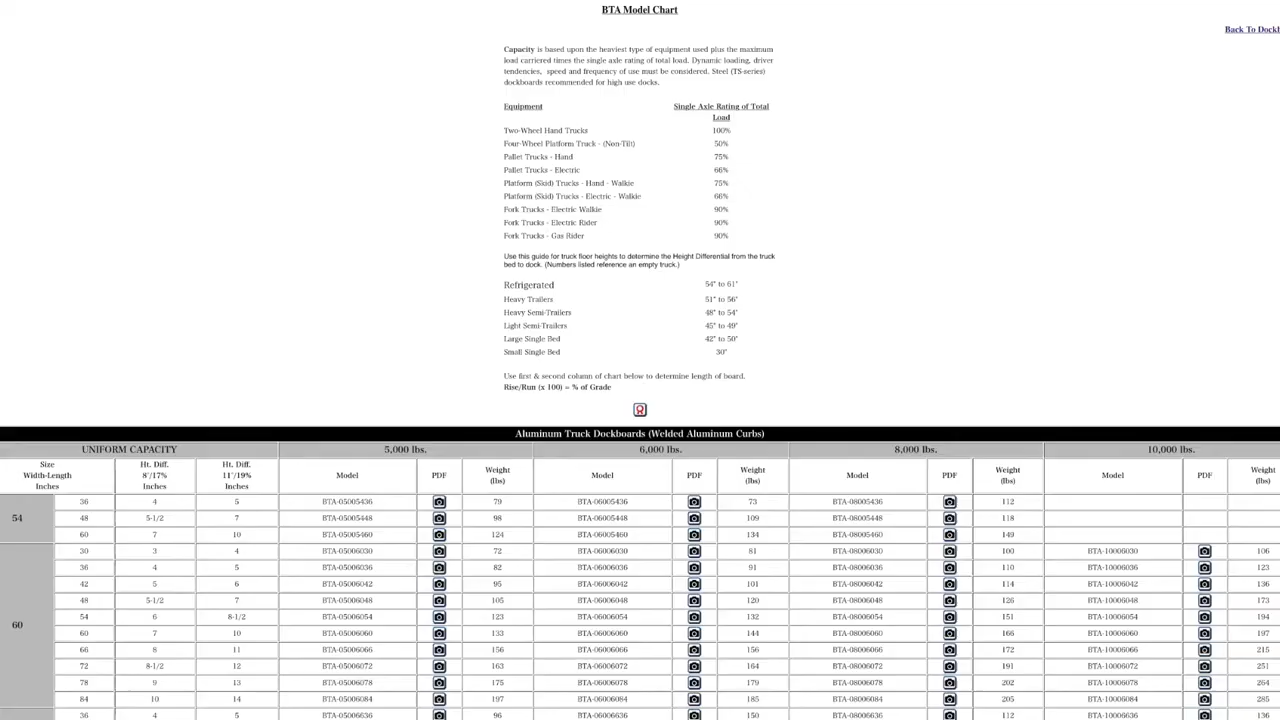 BTA Model Chart
Back To Dockb
Capacity is based upon the heaviest type of equipment used plus the maximum
load carriered times the single axle rating of total load. Dynamic loading, driver
tendencies, speed and frequency of use must be considered. Steel (TS-series)
dockboards recommended for high use docks.
Equipment Single Axle Rating of Total
Load
Two-Wheel Hand Trucks 100%
Four-Wheel Platform Truck - (Non-Tilt) 50%
Pallet Trucks - Hand 75%
Pallet Trucks - Electric 66%
Platform (Skid) Trucks - Hand - Walkie 75%
Platform (Skid) Trucks - Electric - Walkie 66%
Fork Trucks - Electric Walkie 90%
Fork Trucks - Electric Rider 90%
Fork Trucks - Gas Rider 90%
Use this guide for truck floor heights to determine the Height Differential from the truck
bed to dock. (Numbers listed reference an empty truck.)
Refrigerated 54" to 61"
Heavy Trailers 51" to 56"
Heavy Semi-Trailers 48" to 54"
Light Semi-Trailers 45" to 49"
Large Single Bed 42" to 50"
Small Single Bed 30"
Use first & second column of chart below to determine length of board.
Rise/Run (x 100) = % of Grade
Aluminum Truck Dockboards (Welded Aluminum Curbs)
UNIFORM CAPACITY 5,000 lbs. 6,000 lbs. 8,000 lbs. 10,000 lbs.
Size Width-Length Inches Ht. Diff. 8°/17% Inches Ht. Diff. 11°/19% Inches Model PDF Weight (lbs) Model PDF Weight (lbs) Model PDF Weight (lbs) Model PDF Weight (lbs)
54
36 4 5 BTA-05005436 79 BTA-06005436 73 BTA-08005436 112
48 5-1/2 7 BTA-05005448 98 BTA-06005448 109 BTA-08005448 118
60 7 10 BTA-05005460 124 BTA-06005460 134 BTA-08005460 149
60
30 3 4 BTA-05006030 72 BTA-06006030 81 BTA-08006030 100 BTA-10006030 106
36 4 5 BTA-05006036 82 BTA-06006036 91 BTA-08006036 110 BTA-10006036 123
42 5 6 BTA-05006042 95 BTA-06006042 101 BTA-08006042 114 BTA-10006042 136
48 5-1/2 7 BTA-05006048 105 BTA-06006048 120 BTA-08006048 126 BTA-10006048 173
54 6 8-1/2 BTA-05006054 123 BTA-06006054 132 BTA-08006054 151 BTA-10006054 194
60 7 10 BTA-05006060 133 BTA-06006060 144 BTA-08006060 166 BTA-10006060 197
66 8 11 BTA-05006066 156 BTA-06006066 156 BTA-08006066 172 BTA-10006066 215
72 8-1/2 12 BTA-05006072 163 BTA-06006072 164 BTA-08006072 191 BTA-10006072 251
78 9 13 BTA-05006078 175 BTA-06006078 179 BTA-08006078 202 BTA-10006078 264
84 10 14 BTA-05006084 197 BTA-06006084 185 BTA-08006084 205 BTA-10006084 285
36 4 5 BTA-05006636 96 BTA-06006636 150 BTA-08006636 112 BTA-10006636 136